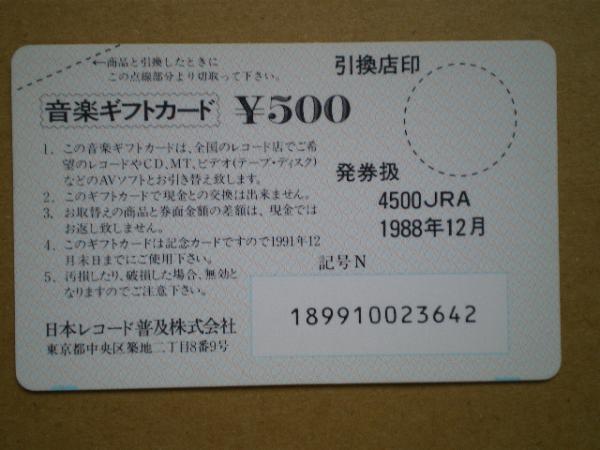 ←商品と引換したときに
この点線部分より切取って下さい。
引換店印
音楽ギフトカード ¥500
1. この音楽ギフトカードは、全国のレコード店でご希
望のレコードやCD、MT、ビデオ(テープ・ディスク)
などのAVソフトとお引き替え致します。
2. このギフトカードで現金との交換は出来ません。
3. お取替えの商品と券面金額の差額は、現金では
お返し致しません。
4. このギフトカードは記念カードですので1991年12
月末日までにご使用下さい。
5. 汚損したり、破損した場合、無効と
なりますのでご注意下さい。
発券扱
4500JRA
1988年12月
記号N
189910023642
日本レコード普及株式会社
東京都中央区築地二丁目8番9号